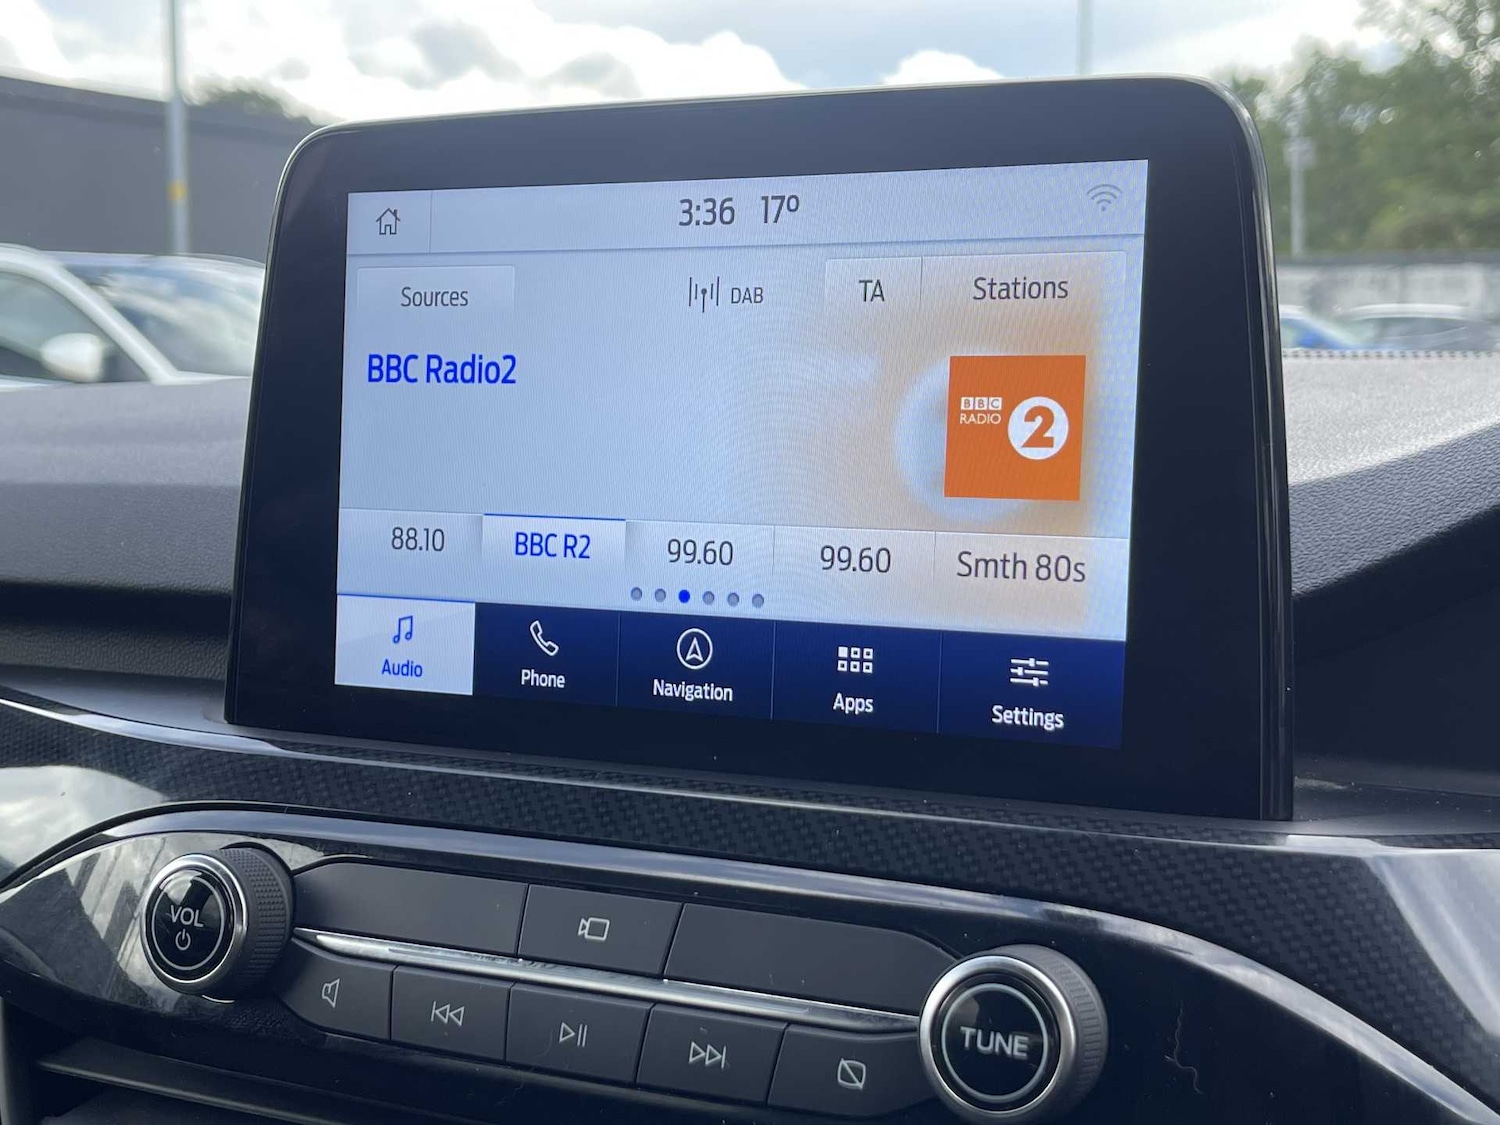 3:36 17º
Sources
DAB
TA
Stations
BBC Radio2
BBC
RADIO
2
88.10
BBC R2
99.60
99.60
Smth 80s
Audio
Phone
Navigation
Apps
Settings
VOL
TUNE